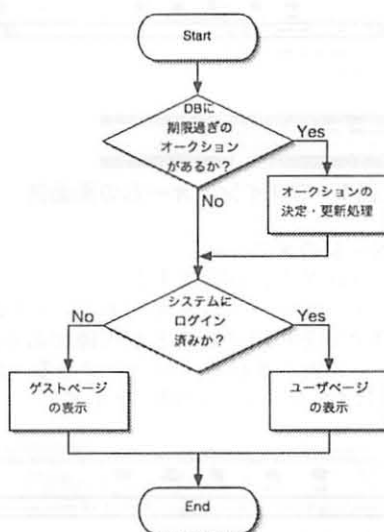 Start
DBに
期限過ぎの
オークション
があるか？
Yes
オークションの
決定・更新処理
No
システムに
ログイン
済みか？
No
Yes
ゲストページ
の表示
ユーザページ
の表示
End